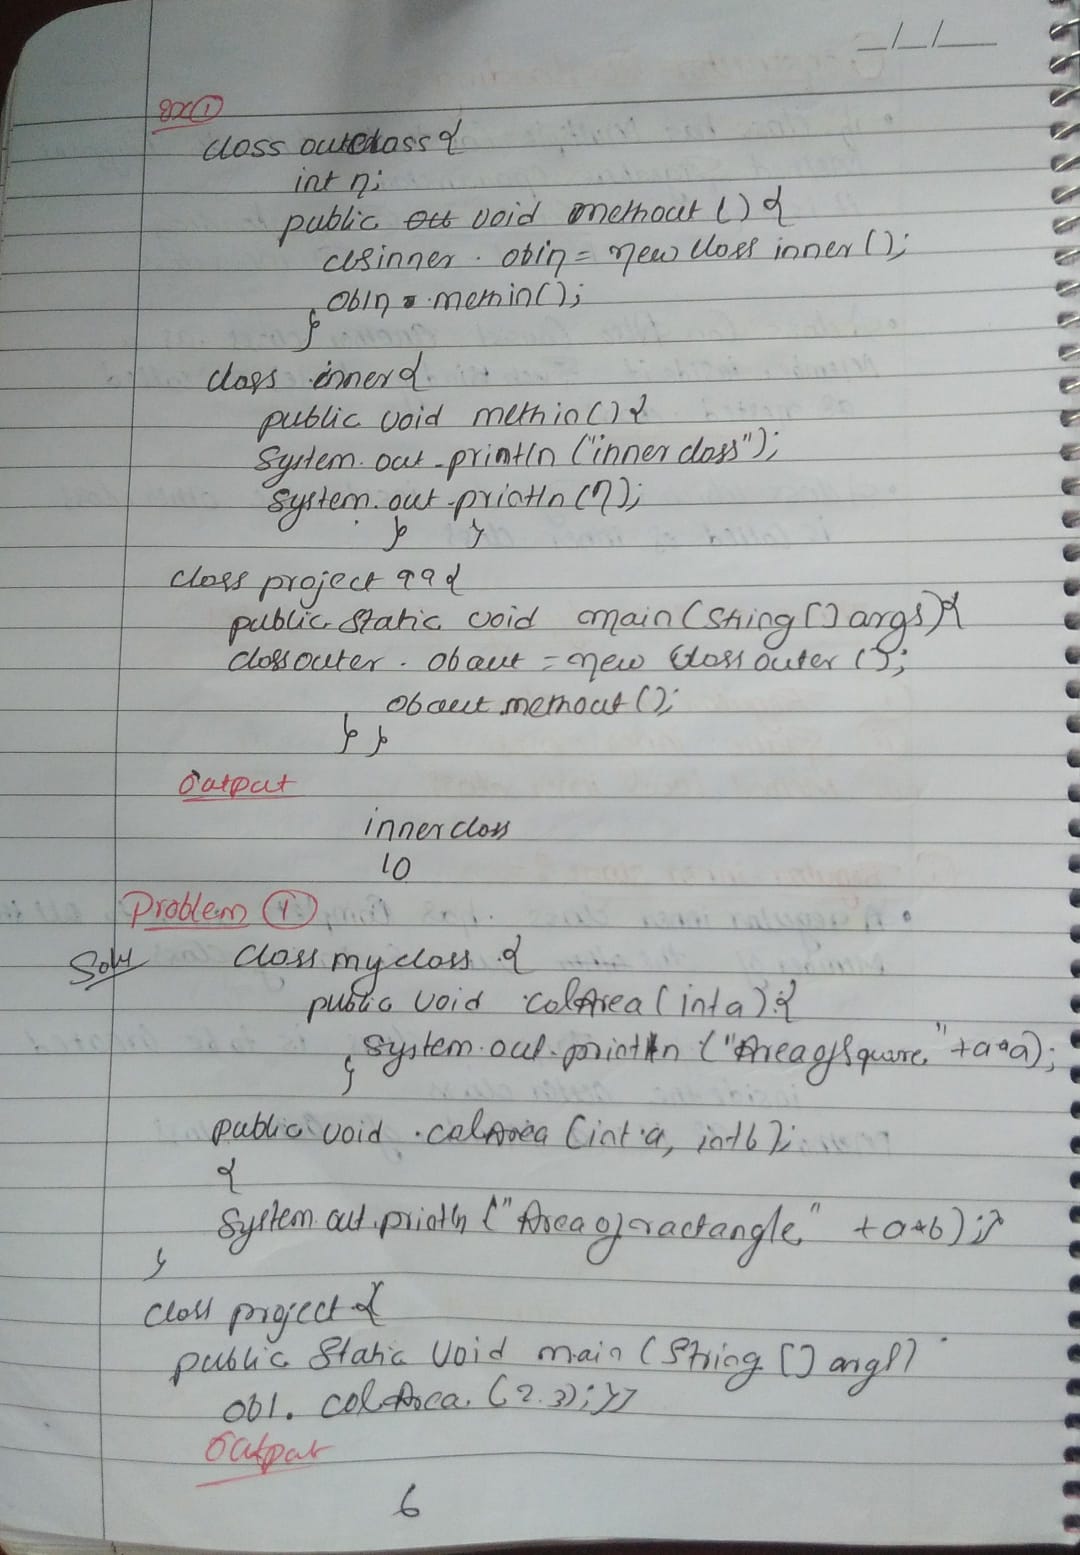 _/_/__
ex ①
class outerclass {
int n;
public void methout () {
clsinner . obin = new class inner ();
obin . methin();
}
class inner {
public void methin () {
System. out . println ("inner class");
System. out . println (n);
} }
class project 99 {
public static void main (String [] args) {
class outer . obout = new class outer ();
obout methout ();
} }
Output
inner class
10
Problem ①
Soln
class my class {
public void calArea (int a) {
System. out. println ("Area of Square" + a*a);
}
public void . calArea (int a, int b);
{
System. out. println ("Area of ractangle" + a*b) ; }
}
class project {
public Static Void main (String [] args)
ob1. calArea. (2.3); }}
Output
6